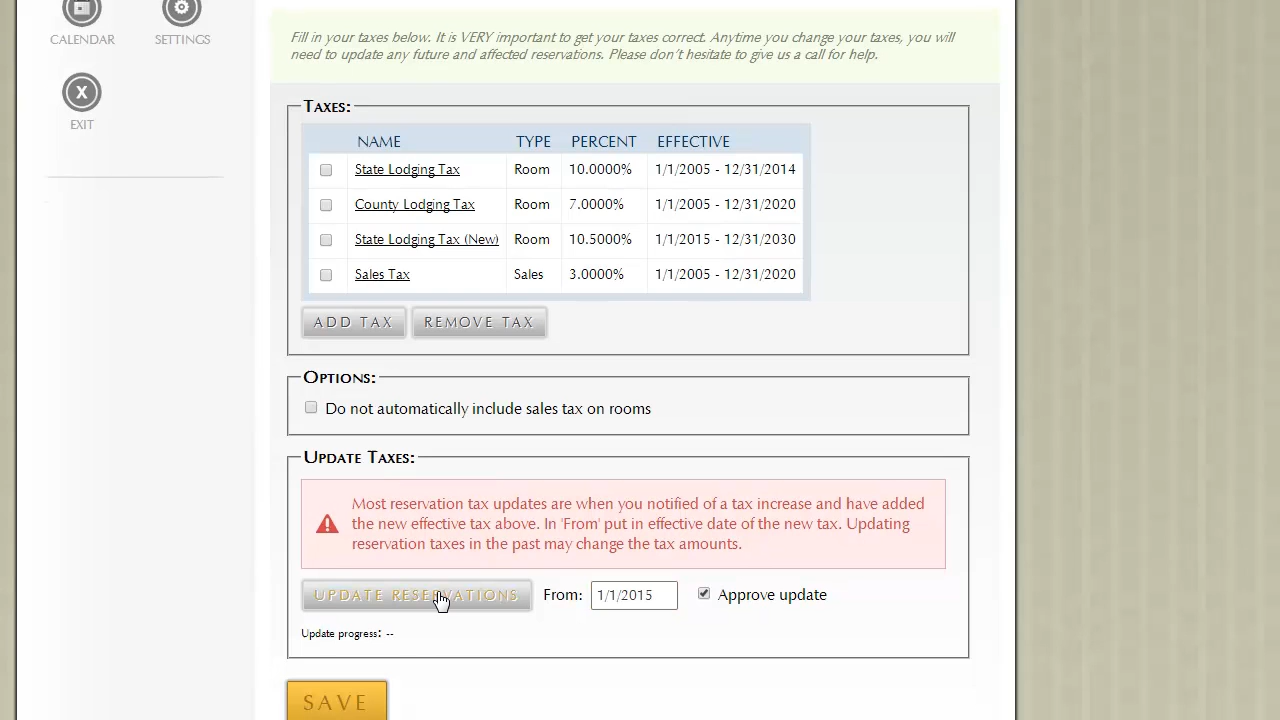 CALENDAR SETTINGS
X
EXIT
Fill in your taxes below. It is VERY important to get your taxes correct. Anytime you change your taxes, you will
need to update any future and affected reservations. Please don't hesitate to give us a call for help.
Taxes:
NAME TYPE PERCENT EFFECTIVE
State Lodging Tax Room 10.0000% 1/1/2005 - 12/31/2014
County Lodging Tax Room 7.0000% 1/1/2005 - 12/31/2020
State Lodging Tax (New) Room 10.5000% 1/1/2015 - 12/31/2030
Sales Tax Sales 3.0000% 1/1/2005 - 12/31/2020
ADD TAX REMOVE TAX
Options:
Do not automatically include sales tax on rooms
Update Taxes:
Most reservation tax updates are when you notified of a tax increase and have added
the new effective tax above. In 'From' put in effective date of the new tax. Updating
reservation taxes in the past may change the tax amounts.
UPDATE RESERVATIONS From: 1/1/2015 Approve update
Update progress: --
SAVE